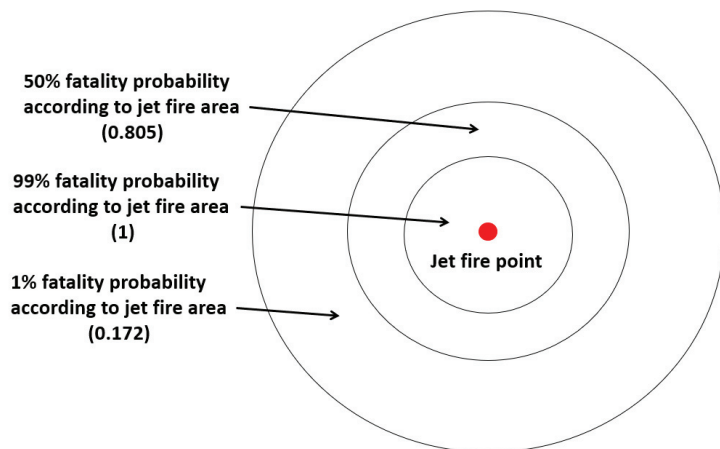 50% fatality probability
according to jet fire area
(0.805)
99% fatality probability
according to jet fire area
(1)
Jet fire point
1% fatality probability
according to jet fire area
(0.172)